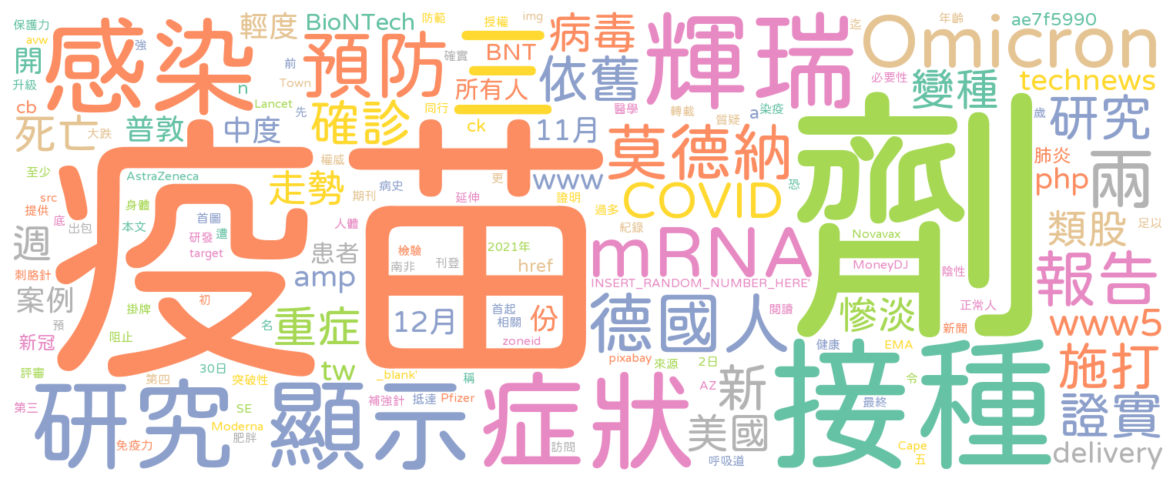 保護力
avw
開
升級
cb
n
感染
強
輕度
BioNTech
防範
授權
img
前
Town
預防
三
BNT
確實
所有人
病毒
依舊
輝瑞
迄
Omicron
年齡
ae7f5990
必要性
technews
變種
研究
歲
死亡
大跌
普敦
中度
Lancet
先
確診
同行
二
ck
11月
醫學
轉載
質疑
a
染疫
莫德納
恐
劑
兩
肺炎
php
至少
AstraZeneca
權威
走勢
期刊
病史
更
延伸
www
證明
過多
COVID
紀錄
類股
足以
src
提供
底
出包
身體
本文
首圖
研發
遭
target
疫苗
人體
週
刺胳針
案例
預
新冠
患者
amp
檢驗
南非
刊登
2021年
href
mRNA
INSERT_RANDOM_NUMBER_HERE'
Novavax
MoneyDJ
陰性
正常人
報告
掛牌
初
阻止
重症
名
12月
首起
相關
份
zoneid
德國人
閱讀
慘淡
新聞
www5
評審
30日
第四
突破性
tw
_blank'
稱
pixabay
來源
2日
健康
EMA
施打
第三
研究
免疫力
SE
Moderna
肥胖
顯示
補強針
抵達
Pfizer
症狀
訪問
AZ
新
美國
呼吸道
接種
最終
令
Cape
五
證實
delivery